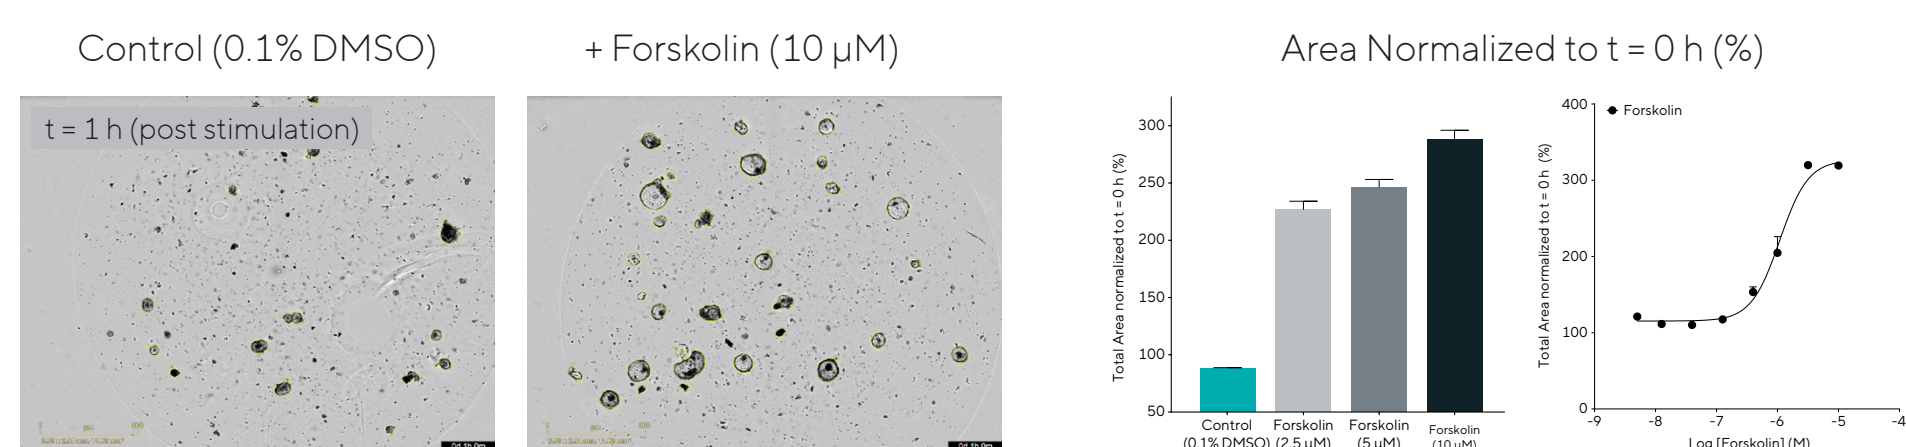 Control (0.1% DMSO)
+ Forskolin (10 µM)
Area Normalized to t = 0 h (%)
t = 1 h (post stimulation)
µm
0d 1h 0m
0d 1h 0m
Total Area normalized to t = 0 h (%)
300
250
200
150
100
50
Control
(0.1% DMSO)
Forskolin
(2.5 µM)
Forskolin
(5 µM)
Forskolin
(10 µM)
Total Area normalized to t = 0 h (%)
400
300
200
100
0
Forskolin
-9
-8
-7
-6
-5
-4
Log [Forskolin] (M)